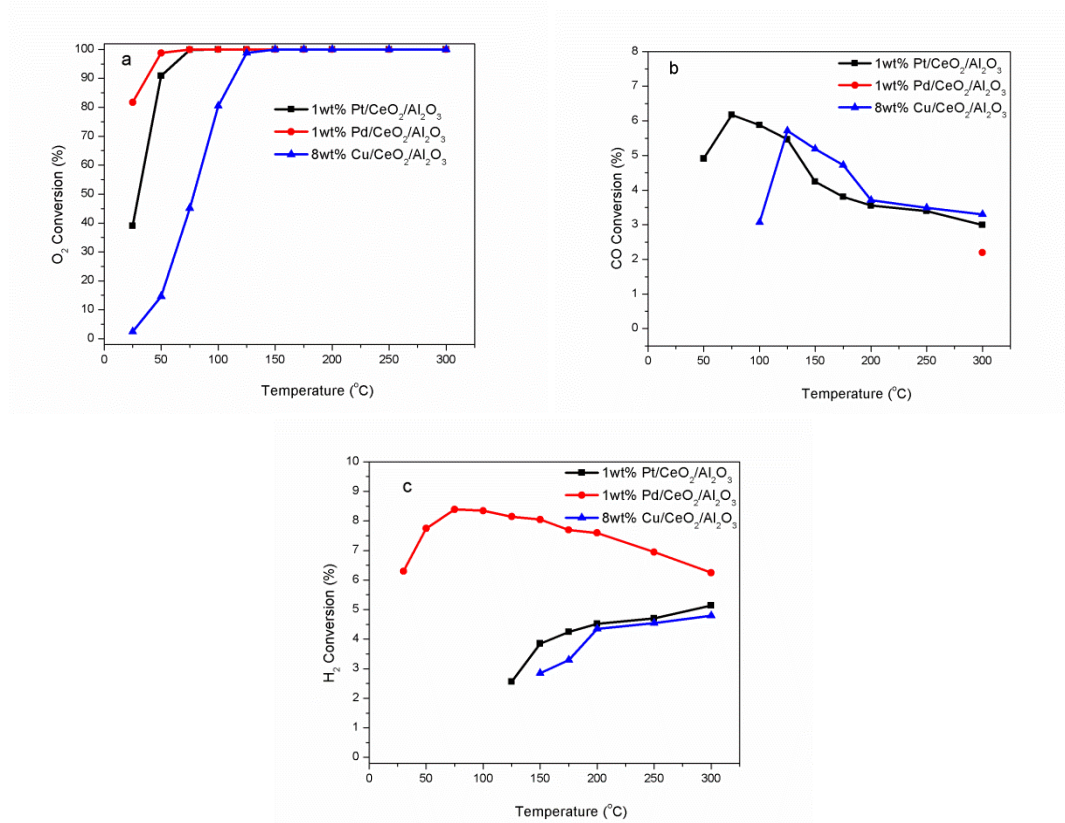 a
1wt% Pt/CeO₂/Al₂O₃
1wt% Pd/CeO₂/Al₂O₃
8wt% Cu/CeO₂/Al₂O₃
O₂ Conversion (%)
100
90
80
70
60
50
40
30
20
10
0
0 50 100 150 200 250 300
Temperature (°C)
b
1wt% Pt/CeO₂/Al₂O₃
1wt% Pd/CeO₂/Al₂O₃
8wt% Cu/CeO₂/Al₂O₃
CO Conversion (%)
8
7
6
5
4
3
2
1
0
0 50 100 150 200 250 300
Temperature (°C)
c
1wt% Pt/CeO₂/Al₂O₃
1wt% Pd/CeO₂/Al₂O₃
8wt% Cu/CeO₂/Al₂O₃
H₂ Conversion (%)
10
9
8
7
6
5
4
3
2
1
0
0 50 100 150 200 250 300
Temperature (°C)